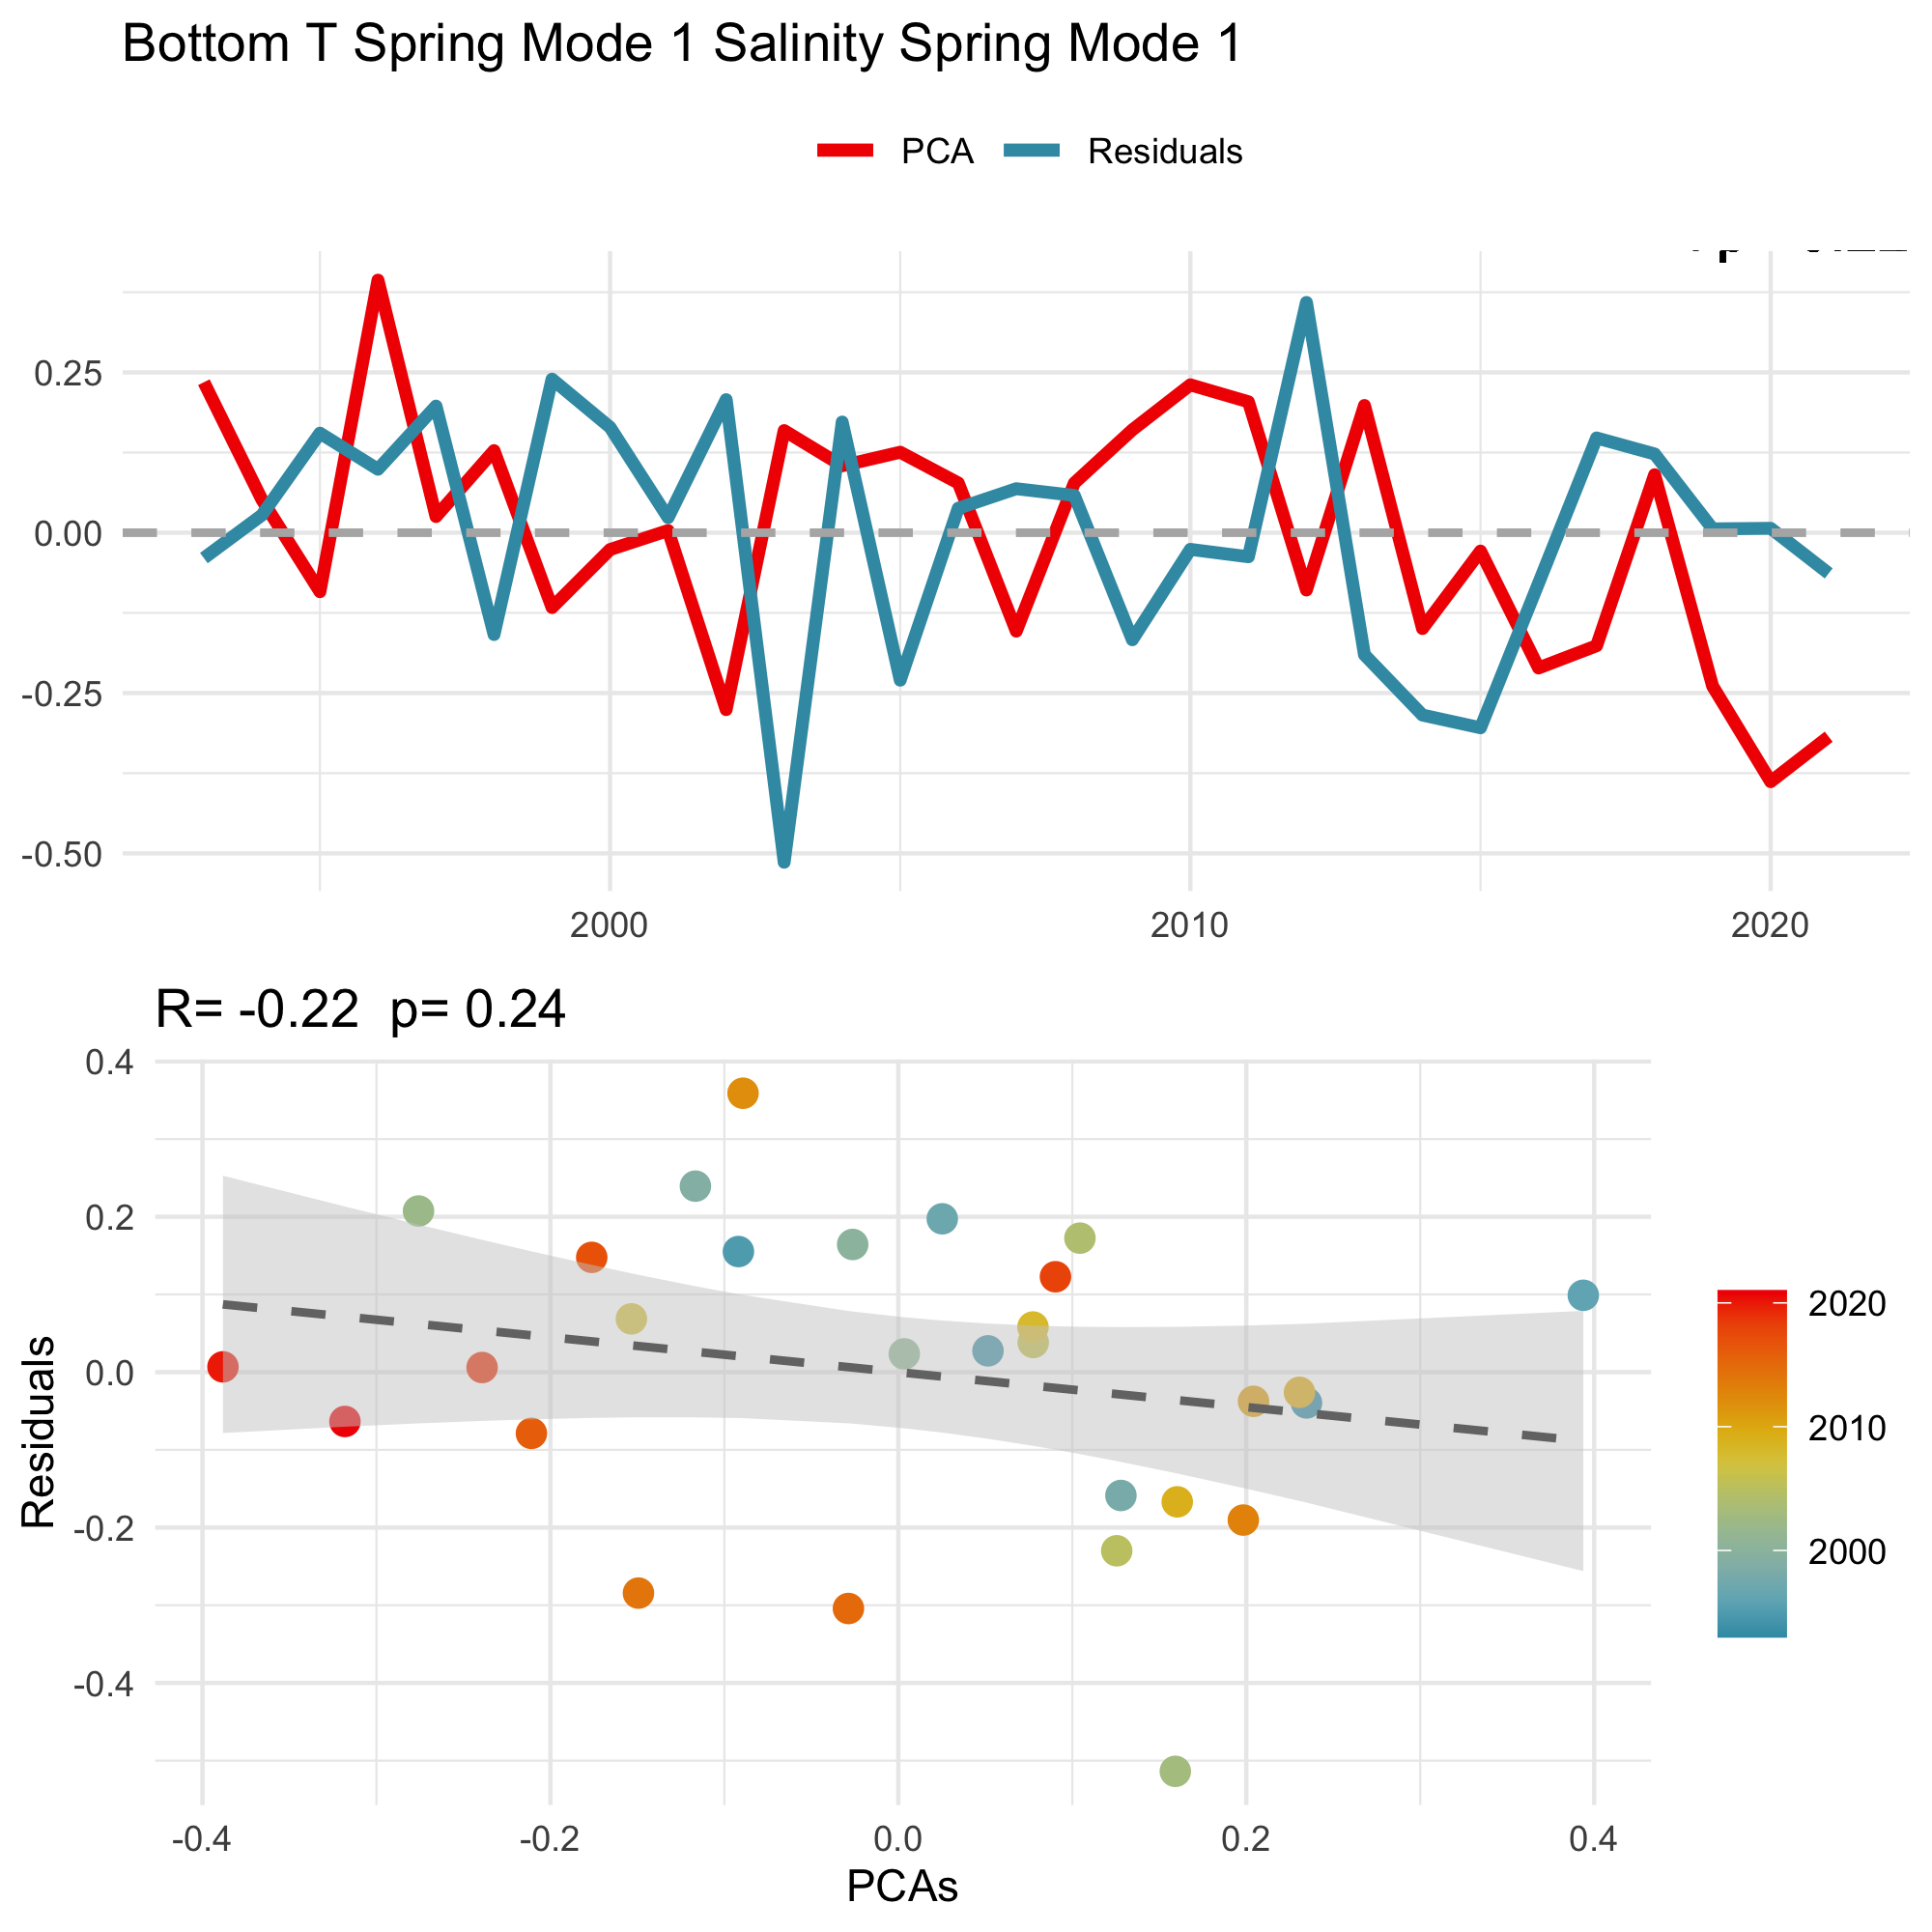 Bottom T Spring Mode 1 Salinity Spring Mode 1
PCA Residuals
0.25
0.00
-0.25
-0.50
2000 2010 2020
R= -0.22 p= 0.24
0.4
0.2
0.0
-0.2
-0.4
Residuals
-0.4 -0.2 0.0 0.2 0.4
PCAs
2020
2010
2000